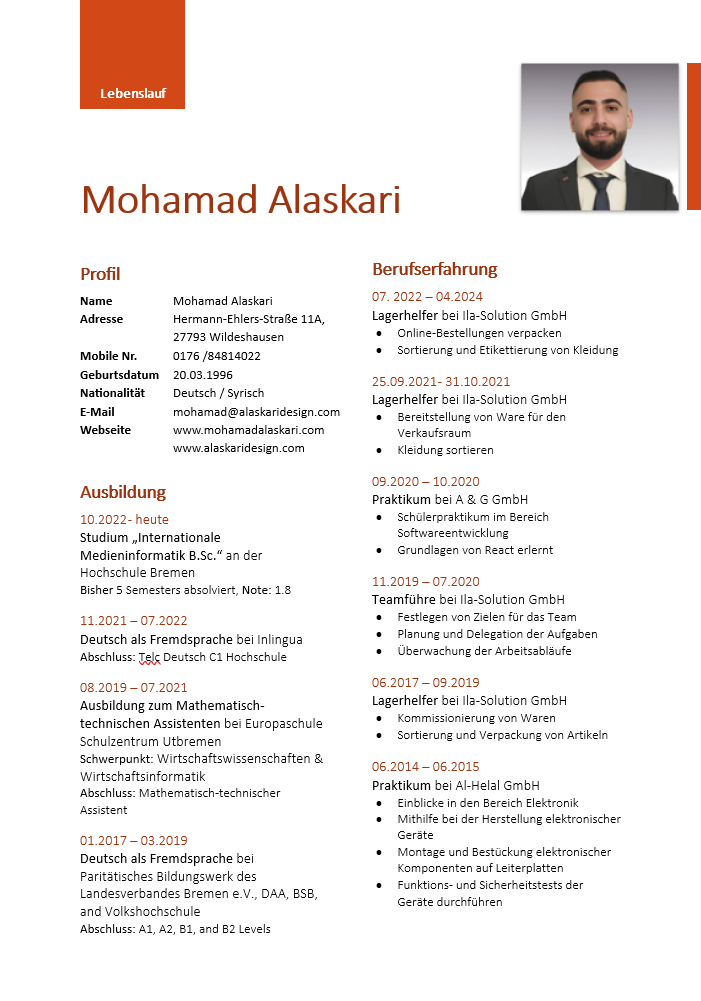 Lebenslauf
Mohamad Alaskari
Profil
Name Mohamad Alaskari
Adresse Hermann-Ehlers-Straße 11A,
27793 Wildeshausen
Mobile Nr. 0176 /84814022
Geburtsdatum 20.03.1996
Nationalität Deutsch / Syrisch
E-Mail mohamad@alaskaridesign.com
Webseite www.mohamadalaskari.com
www.alaskaridesign.com
Ausbildung
10.2022- heute
Studium „Internationale
Medieninformatik B.Sc.“ an der
Hochschule Bremen
Bisher 5 Semesters absolviert, Note: 1.8
11.2021 – 07.2022
Deutsch als Fremdsprache bei Inlingua
Abschluss: Telc Deutsch C1 Hochschule
08.2019 – 07.2021
Ausbildung zum Mathematisch-
technischen Assistenten bei Europaschule
Schulzentrum Utbremen
Schwerpunkt: Wirtschaftswissenschaften &
Wirtschaftsinformatik
Abschluss: Mathematisch-technischer
Assistent
01.2017 – 03.2019
Deutsch als Fremdsprache bei
Paritätisches Bildungswerk des
Landesverbandes Bremen e.V., DAA, BSB,
and Volkshochschule
Abschluss: A1, A2, B1, and B2 Levels
Berufserfahrung
07. 2022 – 04.2024
Lagerhelfer bei Ila-Solution GmbH
• Online-Bestellungen verpacken
• Sortierung und Etikettierung von Kleidung
25.09.2021- 31.10.2021
Lagerhelfer bei Ila-Solution GmbH
• Bereitstellung von Ware für den
Verkaufsraum
• Kleidung sortieren
09.2020 – 10.2020
Praktikum bei A & G GmbH
• Schülerpraktikum im Bereich
Softwareentwicklung
• Grundlagen von React erlernt
11.2019 – 07.2020
Teamführe bei Ila-Solution GmbH
• Festlegen von Zielen für das Team
• Planung und Delegation der Aufgaben
• Überwachung der Arbeitsabläufe
06.2017 – 09.2019
Lagerhelfer bei Ila-Solution GmbH
• Kommissionierung von Waren
• Sortierung und Verpackung von Artikeln
06.2014 – 06.2015
Praktikum bei Al-Helal GmbH
• Einblicke in den Bereich Elektronik
• Mithilfe bei der Herstellung elektronischer
Geräte
• Montage und Bestückung elektronischer
Komponenten auf Leiterplatten
• Funktions- und Sicherheitstests der
Geräte durchführen